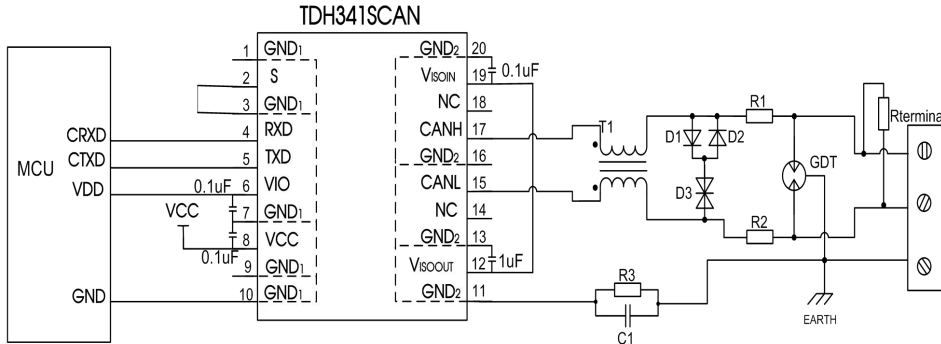 TDH341SCAN
MCU
CRXD
CTXD
VDD
VCC
GND
0.1uF
0.1uF
1 GND1
2 S
3 GND1
4 RXD
5 TXD
6 VIO
7 GND1
8 VCC
9 GND1
10 GND1
GND2 20
VISOIN 19
NC 18
CANH 17
GND2 16
CANL 15
NC 14
GND2 13
VISOOUT 12
GND2 11
0.1uF
1uF
T1
D1
D2
D3
R1
R2
GDT
Rtermina
R3
C1
EARTH